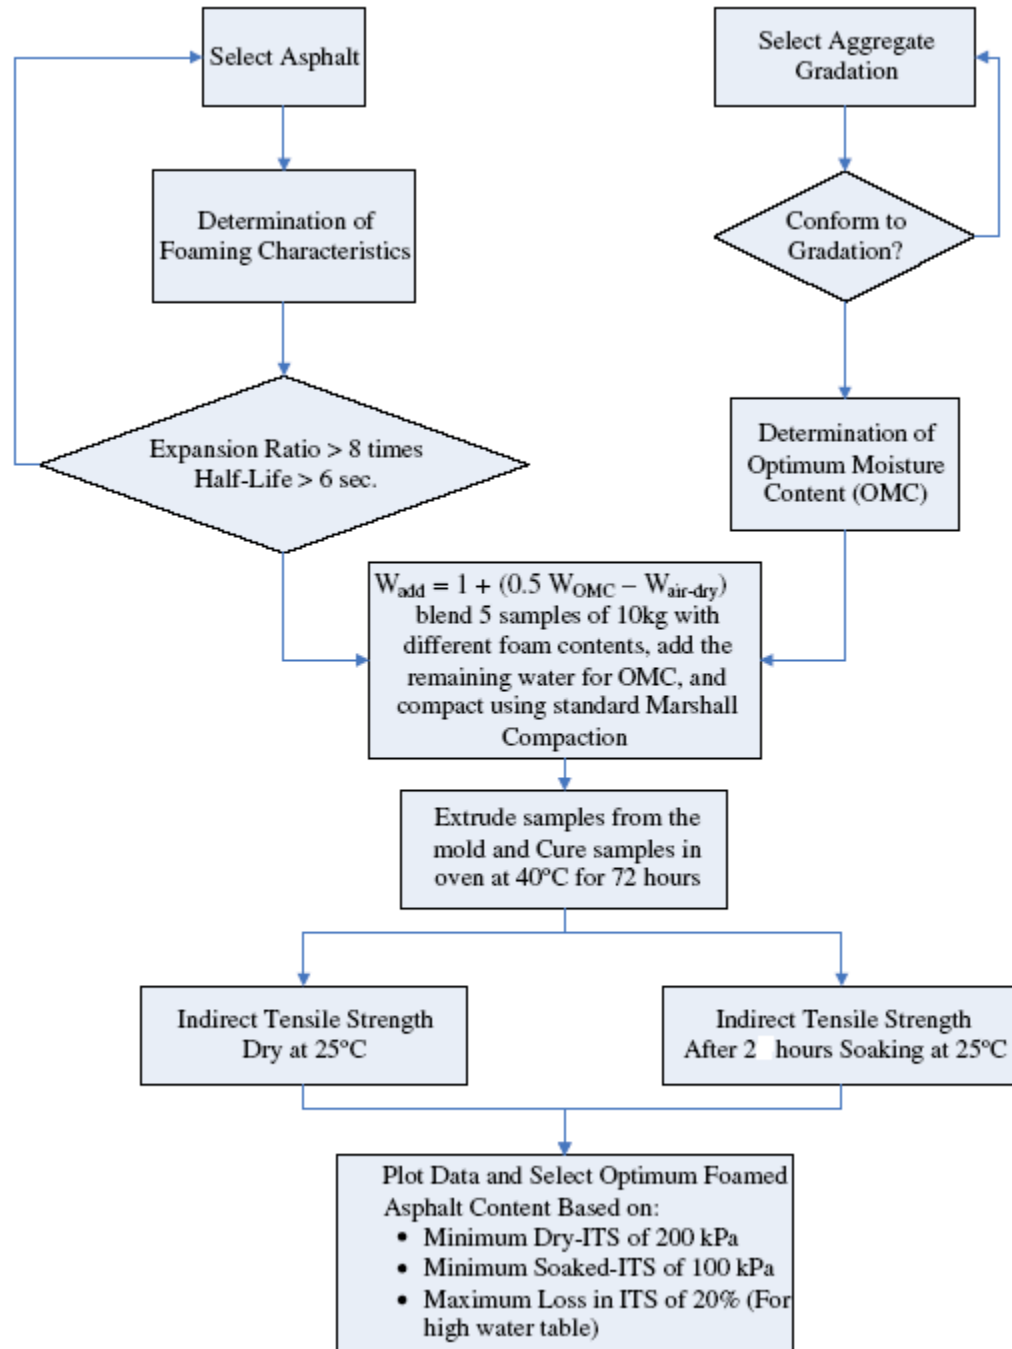 Select Asphalt
Select Aggregate
Gradation
Determination of
Foaming Characteristics
Conform to
Gradation?
Expansion Ratio > 8 times
Half-Life > 6 sec.
Determination of
Optimum Moisture
Content (OMC)
W_add = 1 + (0.5 W_OMC – W_air-dry)
blend 5 samples of 10kg with
different foam contents, add the
remaining water for OMC, and
compact using standard Marshall
Compaction
Extrude samples from the
mold and Cure samples in
oven at 40°C for 72 hours
Indirect Tensile Strength
Dry at 25°C
Indirect Tensile Strength
After 2 hours Soaking at 25°C
Plot Data and Select Optimum Foamed
Asphalt Content Based on:
• Minimum Dry-ITS of 200 kPa
• Minimum Soaked-ITS of 100 kPa
• Maximum Loss in ITS of 20% (For
high water table)